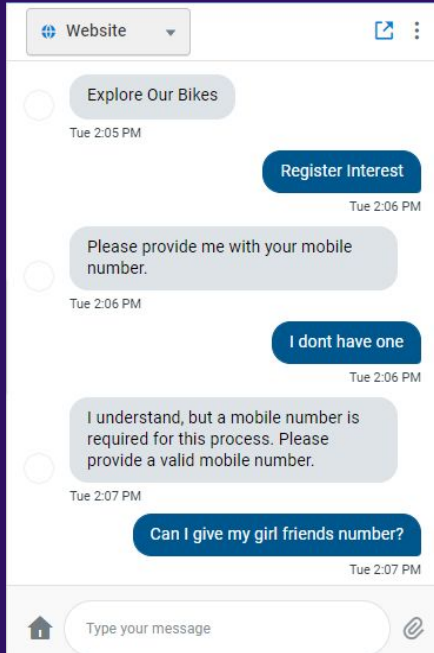 Website
Explore Our Bikes
Tue 2:05 PM
Register Interest
Tue 2:06 PM
Please provide me with your mobile
number.
Tue 2:06 PM
I dont have one
Tue 2:06 PM
I understand, but a mobile number is
required for this process. Please
provide a valid mobile number.
Tue 2:07 PM
Can I give my girl friends number?
Tue 2:07 PM
Type your message